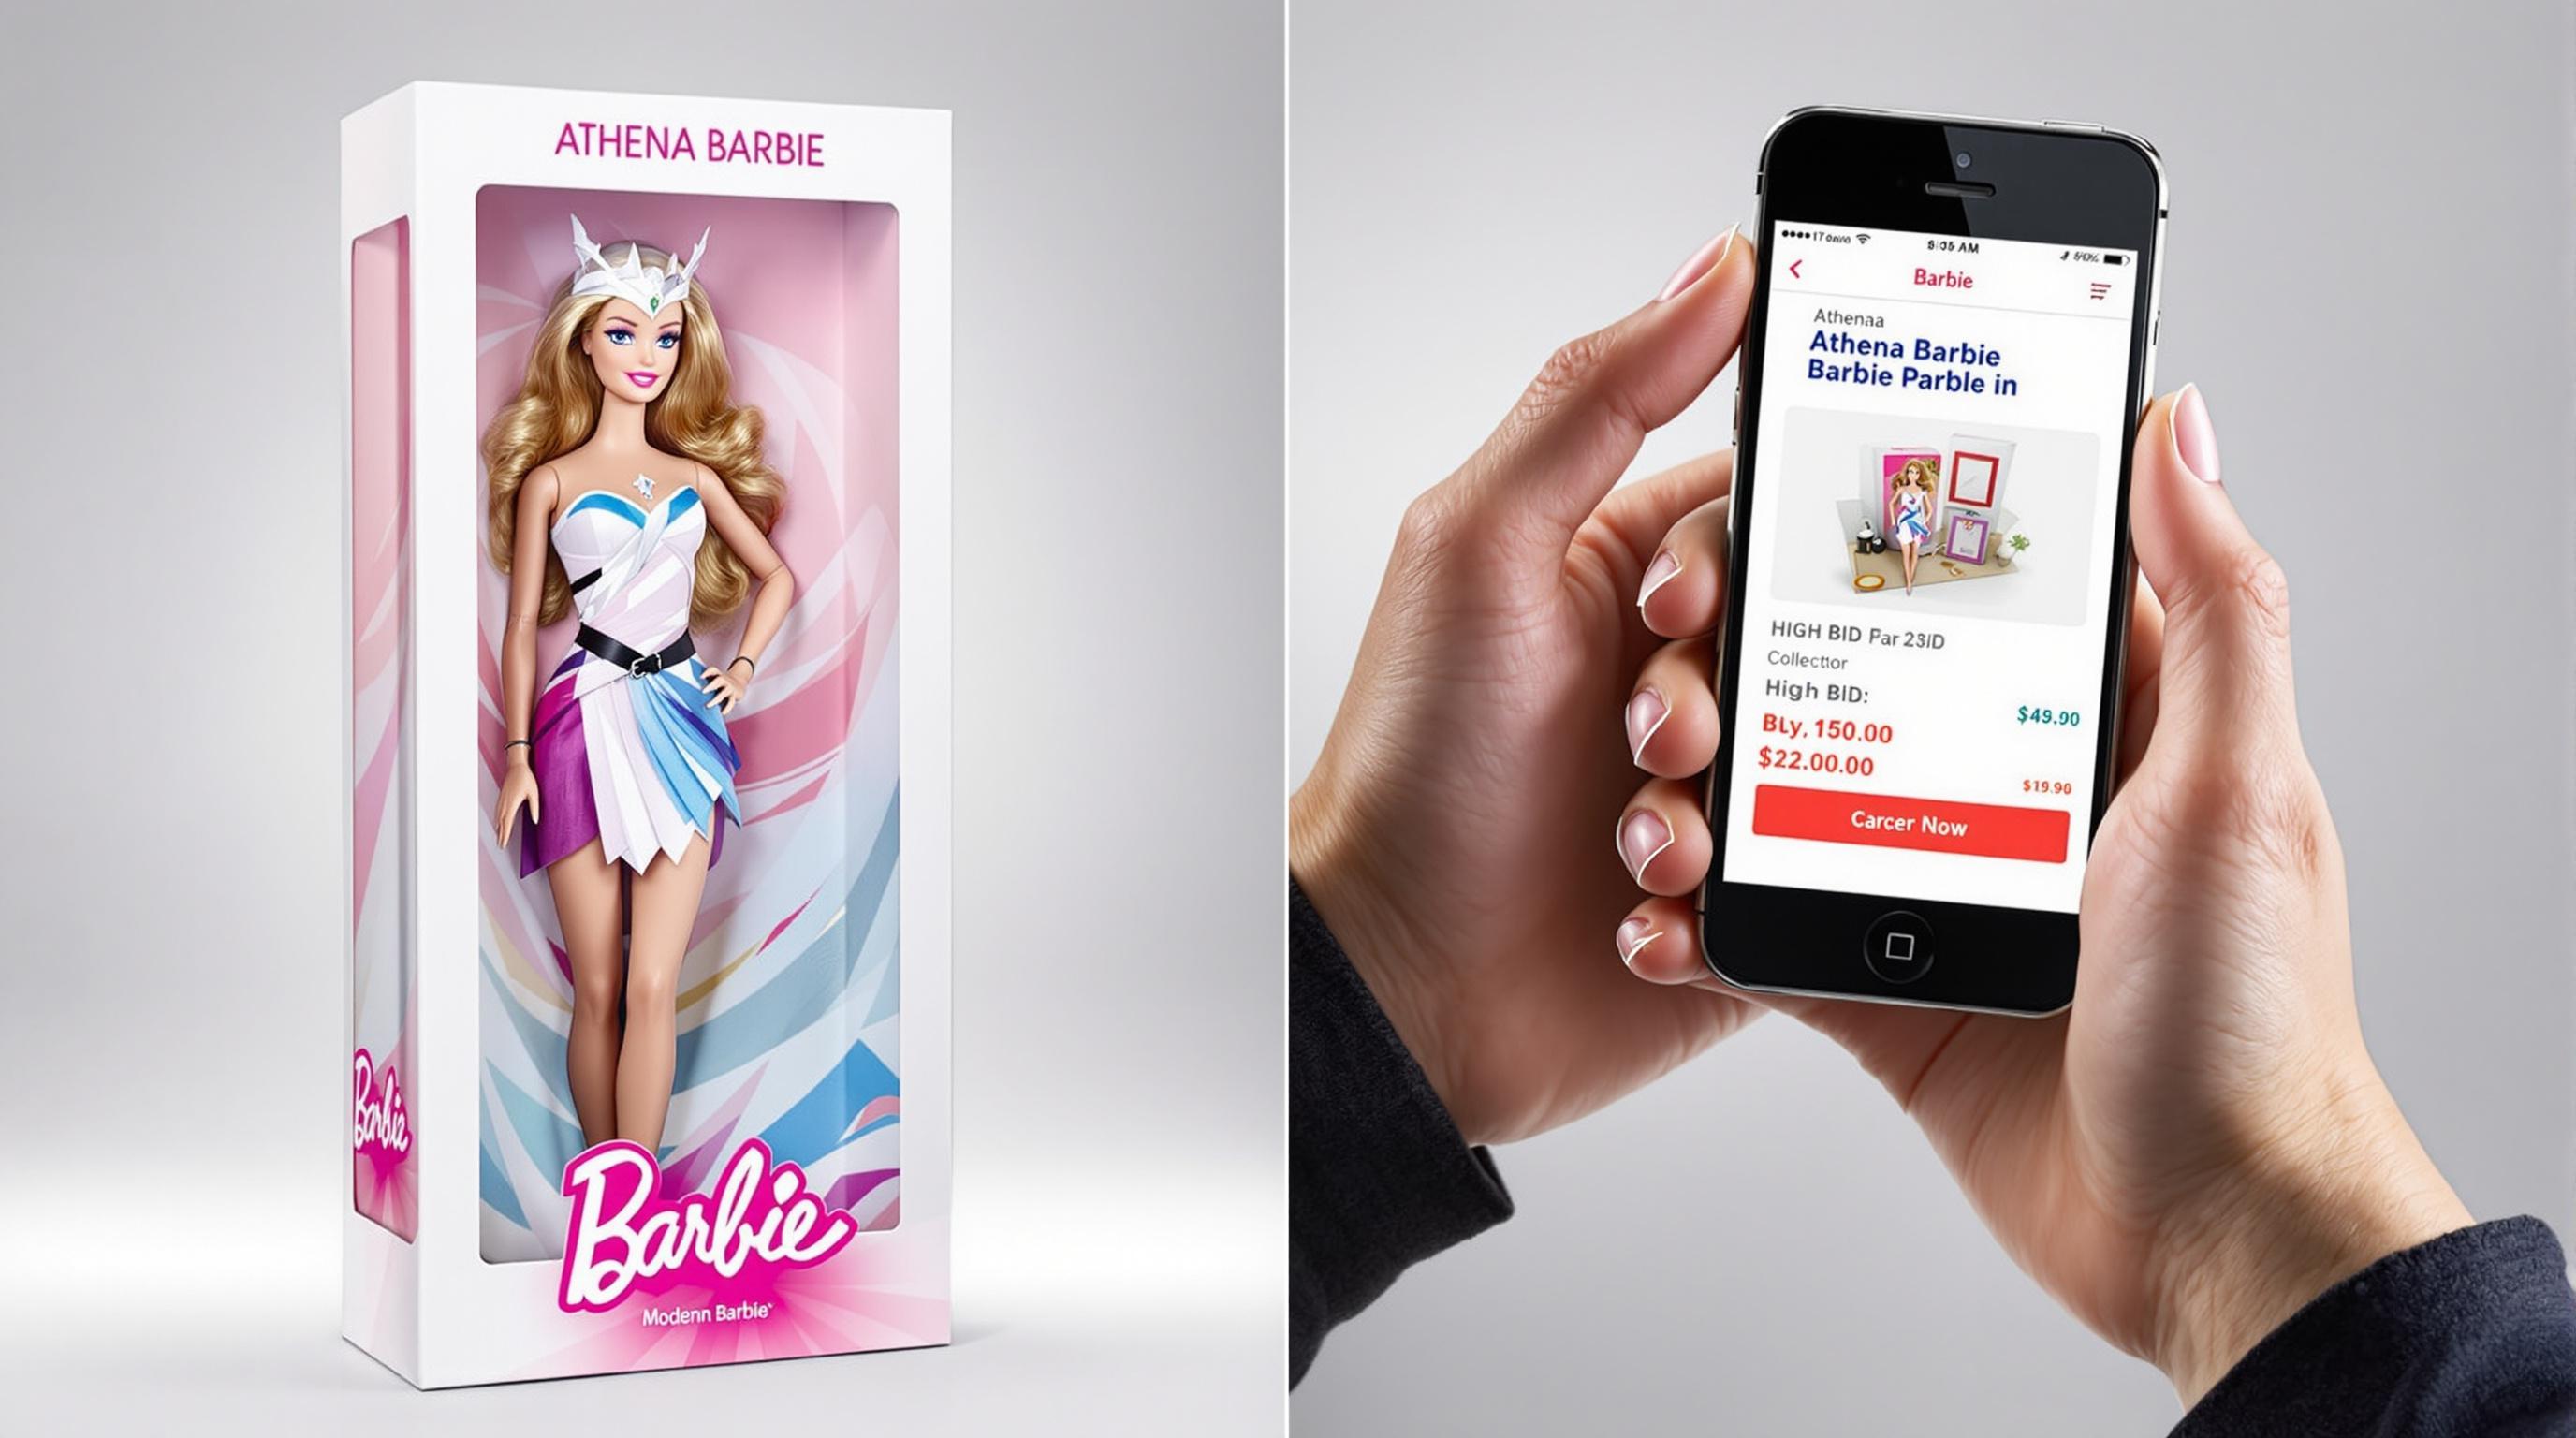 ATHENA BARBIE
Barbie
Barbie
Modenn Barbie
Barbie
Athenaa
Athena Barbie
Barbie Parble in
HIGH BID Par 23ID
Collecttor
High BID:
$49.90
BLy, 150.00
$22.00.00
$19.90
Carcer Now